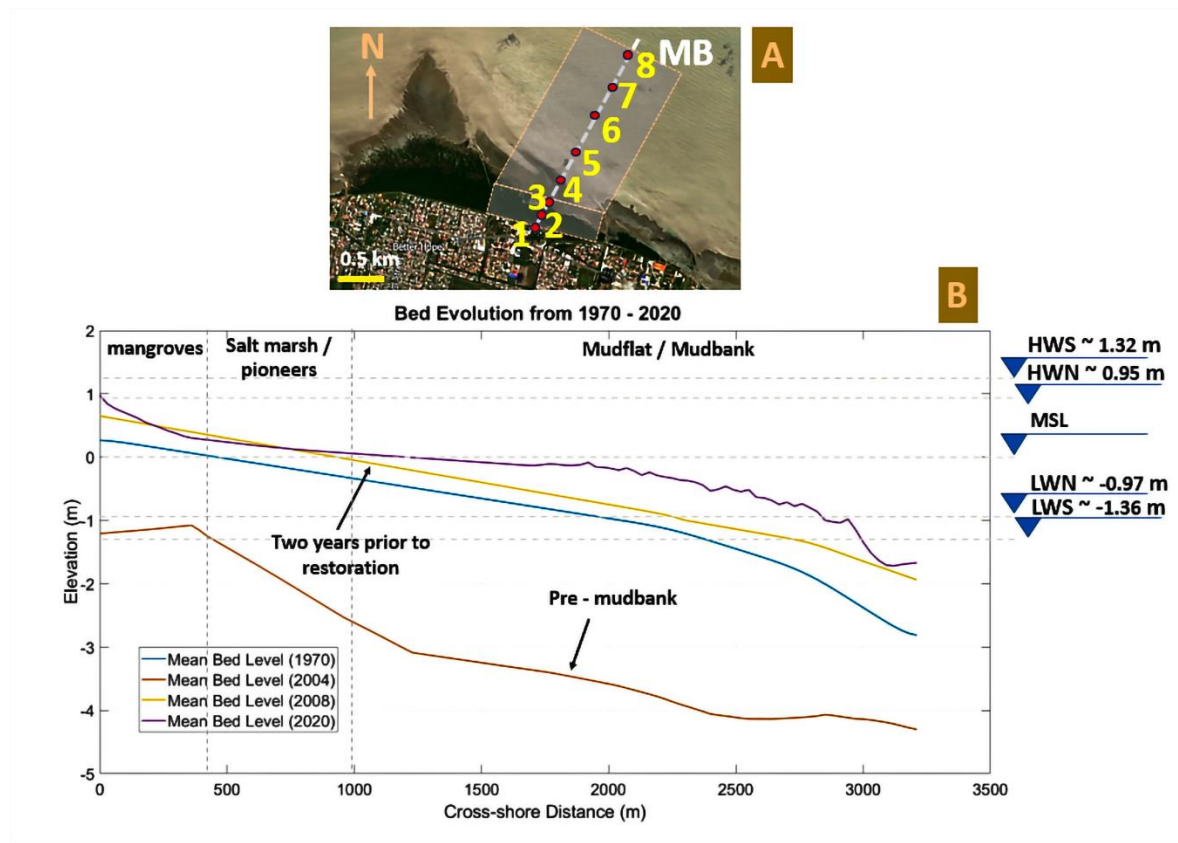 N
MB
A
8
7
6
5
4
3
2
1
Better Hope
0.5 km
B
Bed Evolution from 1970 - 2020
mangroves
Salt marsh /
pioneers
Mudflat / Mudbank
HWS ~ 1.32 m
HWN ~ 0.95 m
MSL
LWN ~ -0.97 m
LWS ~ -1.36 m
2
1
0
-1
-2
-3
-4
-5
Elevation (m)
Two years prior to
restoration
Pre - mudbank
Mean Bed Level (1970)
Mean Bed Level (2004)
Mean Bed Level (2008)
Mean Bed Level (2020)
0
500
1000
1500
2000
2500
3000
3500
Cross-shore Distance (m)